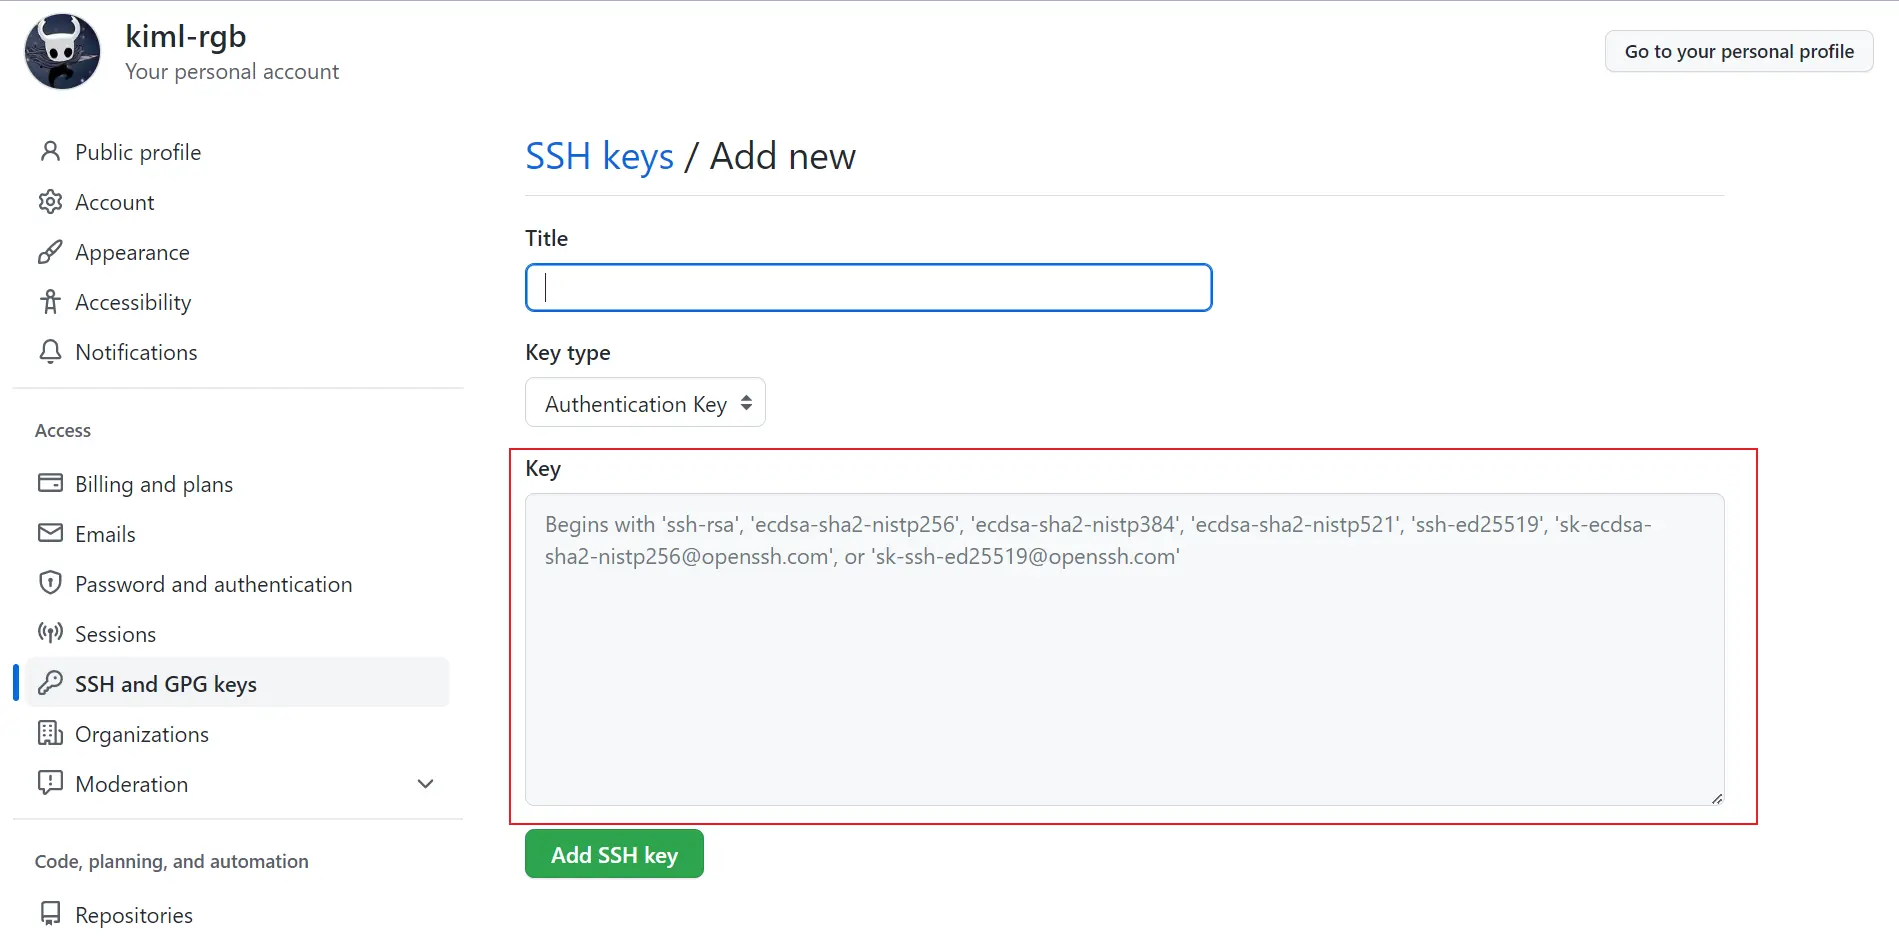 kiml-rgb
Your personal account
Go to your personal profile
Public profile
Account
Appearance
Accessibility
Notifications
Access
Billing and plans
Emails
Password and authentication
Sessions
SSH and GPG keys
Organizations
Moderation
Code, planning, and automation
Repositories
SSH keys / Add new
Title
Key type
Authentication Key
Key
Begins with 'ssh-rsa', 'ecdsa-sha2-nistp256', 'ecdsa-sha2-nistp384', 'ecdsa-sha2-nistp521', 'ssh-ed25519', 'sk-ecdsa-
sha2-nistp256@openssh.com', or 'sk-ssh-ed25519@openssh.com'
Add SSH key